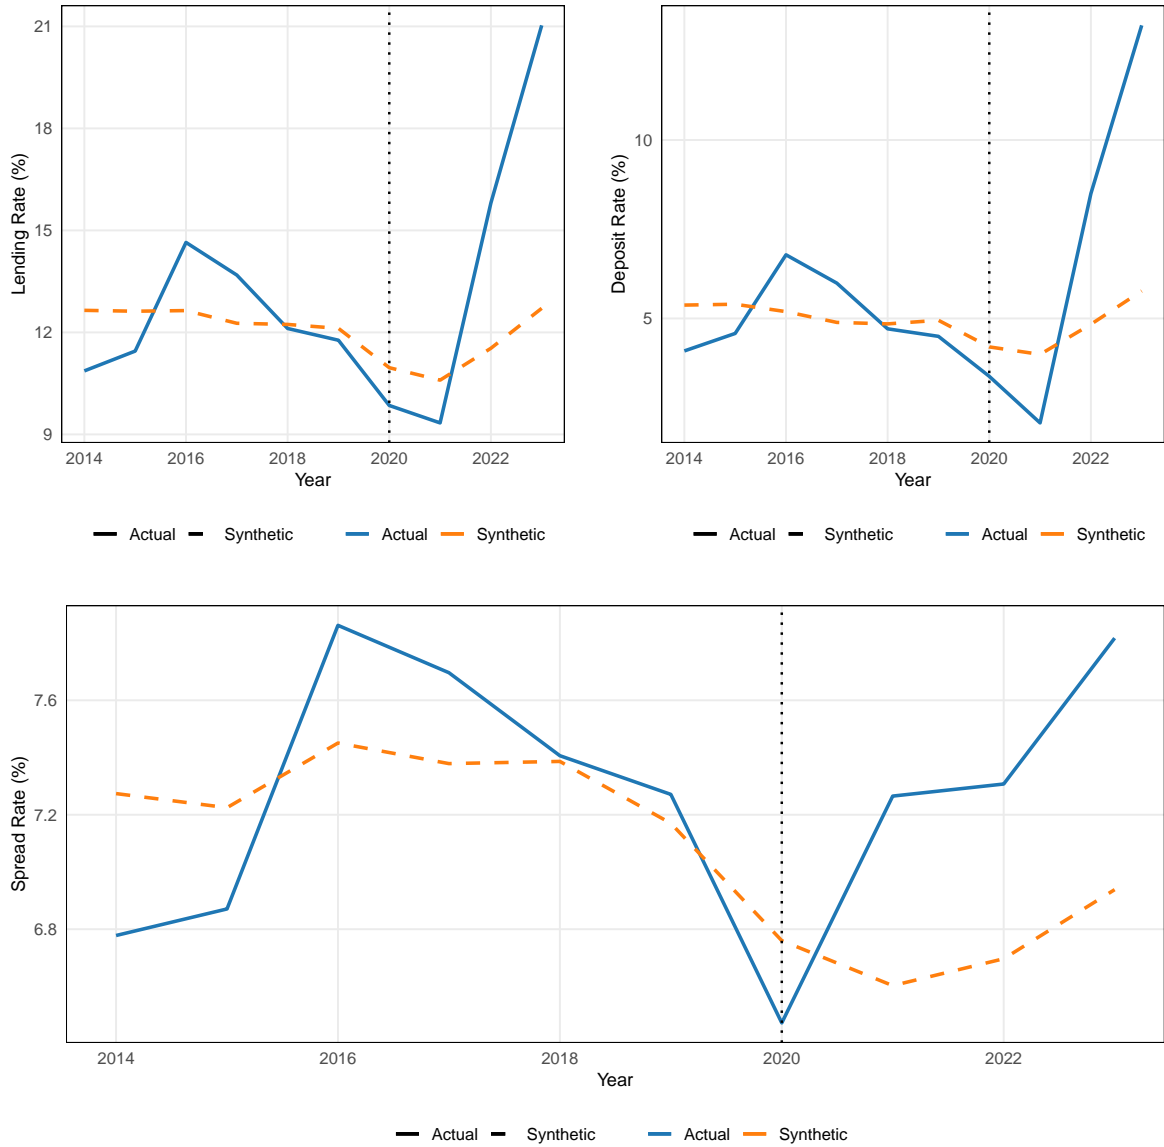 21
18
15
12
9
Lending Rate (%)
2014 2016 2018 2020 2022
Year
Actual Synthetic Actual Synthetic
10
5
Deposit Rate (%)
2014 2016 2018 2020 2022
Year
Actual Synthetic Actual Synthetic
7.6
7.2
6.8
Spread Rate (%)
2014 2016 2018 2020 2022
Year
Actual Synthetic Actual Synthetic